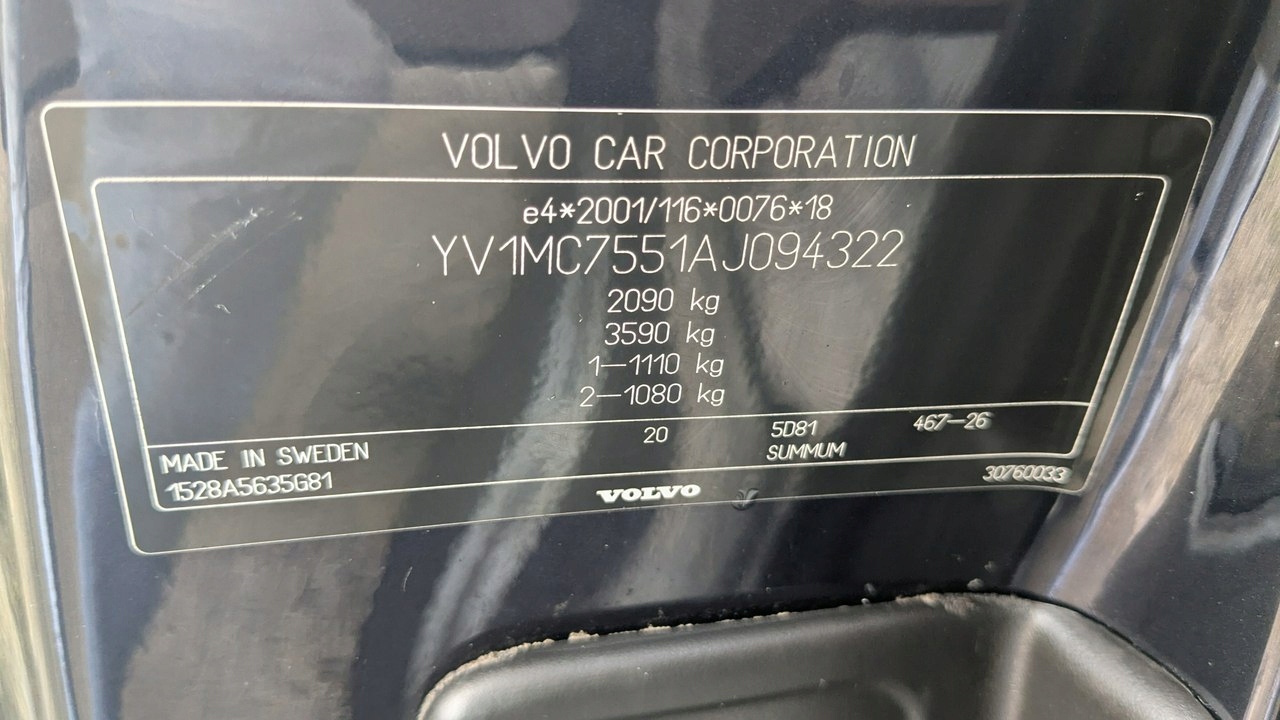 VOLVO CAR CORPORATION
e4*2001/116*0076*18
YV1MC7551AJ094322
2090 kg
3590 kg
1–1110 kg
2–1080 kg
MADE IN SWEDEN 20 5D81 467–26
1528A5635G81 SUMMUM
VOLVO 30760033